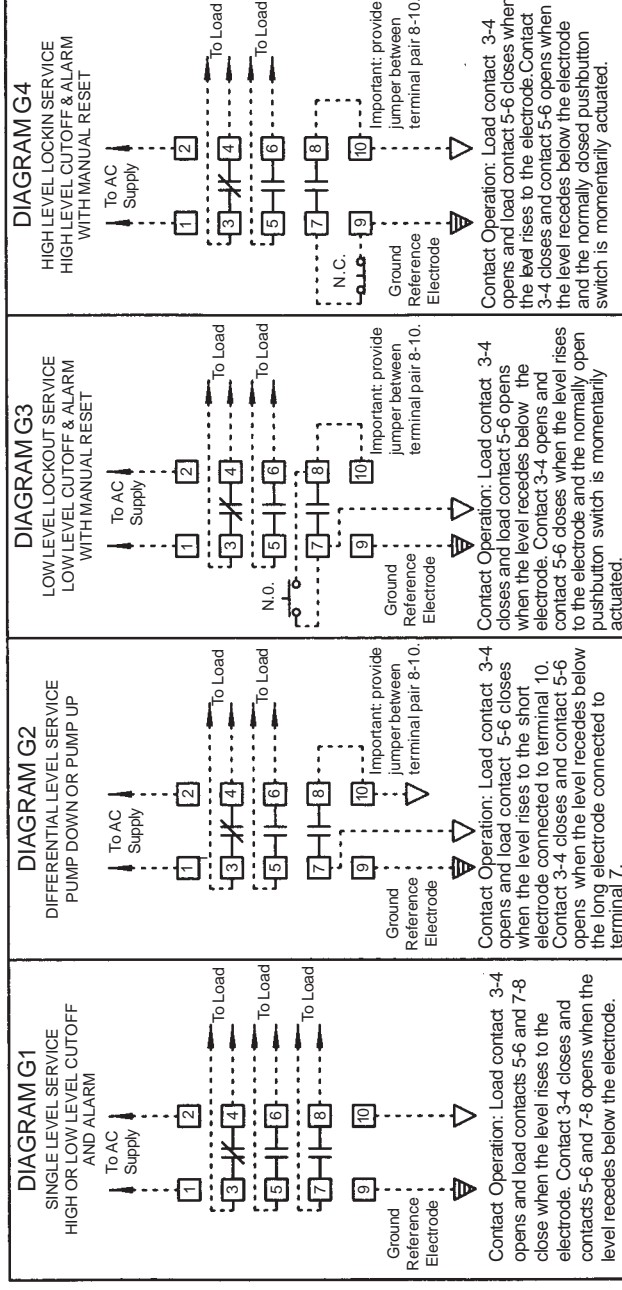 DIAGRAM G1
SINGLE LEVEL SERVICE
HIGH OR LOW LEVEL CUTOFF
AND ALARM
To AC
Supply
1
2
3
4
To Load
5
6
To Load
7
8
To Load
9
10
Ground
Reference
Electrode
Contact Operation: Load contact 3-4
opens and load contacts 5-6 and 7-8
close when the level rises to the
electrode. Contact 3-4 closes and
contacts 5-6 and 7-8 opens when the
level recedes below the electrode.
DIAGRAM G2
DIFFERENTIAL LEVEL SERVICE
PUMP DOWN OR PUMP UP
To AC
Supply
1
2
3
4
To Load
5
6
To Load
7
8
9
10
Important: provide
jumper between
terminal pair 8-10.
Ground
Reference
Electrode
Contact Operation: Load contact 3-4
opens and load contact 5-6 closes
when the level rises to the short
electrode connected to terminal 10.
Contact 3-4 closes and contact 5-6
opens when the level recedes below
the long electrode connected to
terminal 7.
DIAGRAM G3
LOW LEVEL LOCKOUT SERVICE
LOW LEVEL CUTOFF & ALARM
WITH MANUAL RESET
To AC
Supply
1
2
3
4
To Load
5
6
To Load
N.O.
7
8
9
10
Important: provide
jumper between
terminal pair 8-10.
Ground
Reference
Electrode
Contact Operation: Load contact 3-4
closes and load contact 5-6 opens
when the level recedes below the
electrode. Contact 3-4 opens and
contact 5-6 closes when the level rises
to the electrode and the normally open
pushbutton switch is momentarily
actuated.
DIAGRAM G4
HIGH LEVEL LOCKIN SERVICE
HIGH LEVEL CUTOFF & ALARM
WITH MANUAL RESET
To AC
Supply
1
2
3
4
To Load
5
6
To Load
7
8
N.C.
9
10
Important: provide
jumper between
terminal pair 8-10.
Ground
Reference
Electrode
Contact Operation: Load contact 3-4
opens and load contact 5-6 closes when
the level rises to the electrode.Contact
3-4 closes and contact 5-6 opens when
the level recedes below the electrode
and the normally closed pushbutton
switch is momentarily actuated.